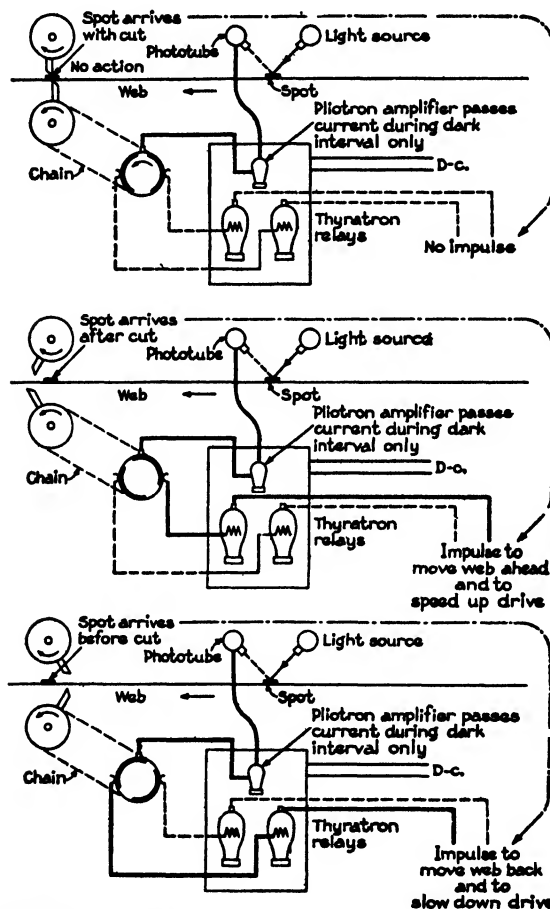 Spot arrives
with cut
Phototube
Light source
No action
Web
Spot
Pliotron amplifier passes
current during dark
interval only
Chain
D-c.
Thyratron
relays
No impulse
Spot arrives
after cut
Phototube
Light source
Web
Spot
Pliotron amplifier passes
current during dark
interval only
Chain
D-c.
Thyratron
relays
Impulse to
move web ahead
and to
speed up drive
Spot arrives
before cut
Phototube
Light source
Web
Spot
Pliotron amplifier passes
current during dark
interval only
Chain
D-c.
Thyratron
relays
Impulse to
move web back
and to
slow down drive